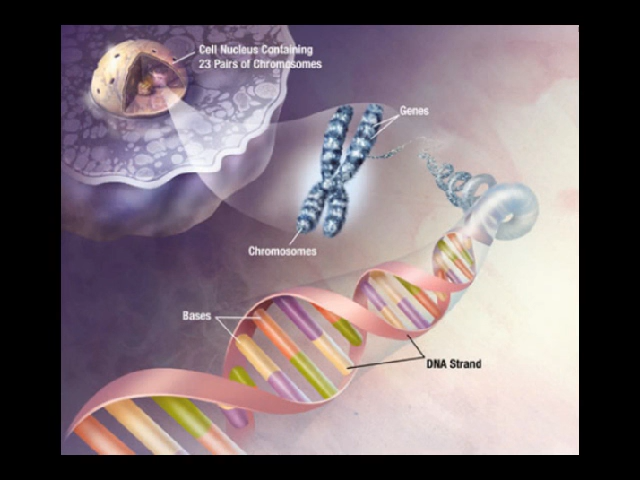 Cell Nucleus Containing
23 Pairs of Chromosomes
Genes
Chromosomes
Bases
DNA Strand